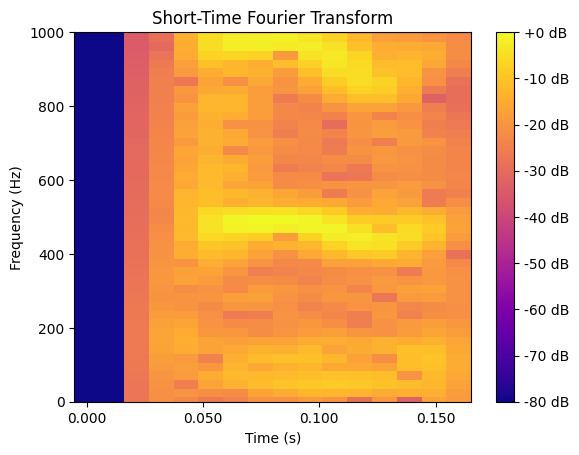 Short-Time Fourier Transform
1000
800
600
400
200
0
Frequency (Hz)
0.000
0.050
0.100
0.150
Time (s)
+0 dB
-10 dB
-20 dB
-30 dB
-40 dB
-50 dB
-60 dB
-70 dB
-80 dB